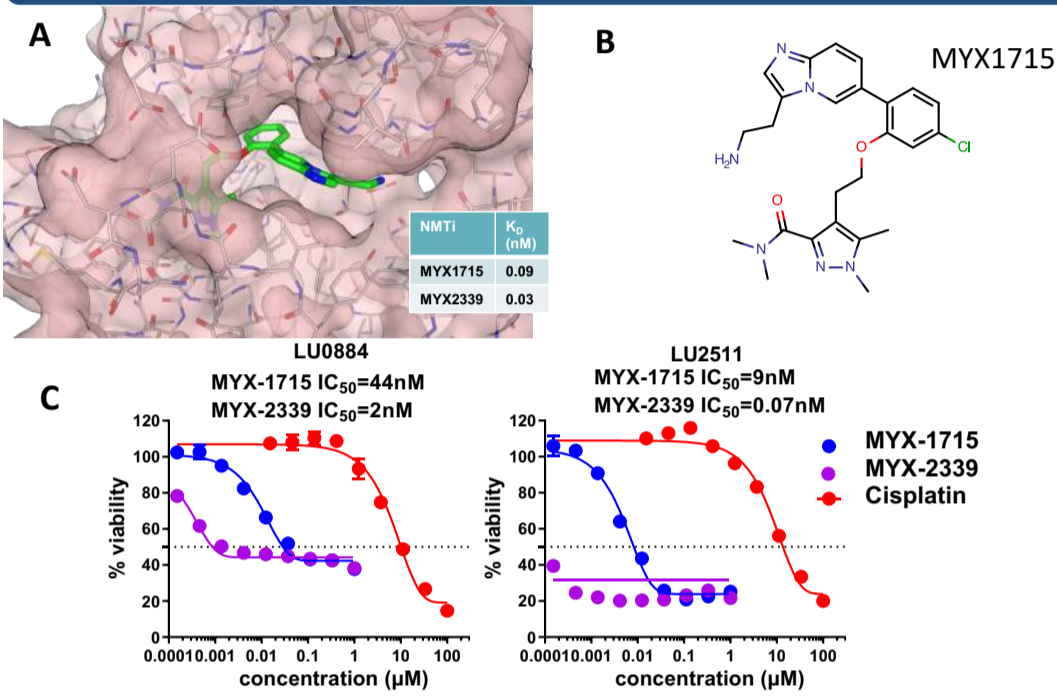 A
B
MYX1715
N
N
H₂N
O
Cl
O
N
N
N
NMTi K_D (nM)
MYX1715 0.09
MYX2339 0.03
C
LU0884
MYX-1715 IC₅₀=44nM
MYX-2339 IC₅₀=2nM
120
100
80
60
40
20
0
% viability
0.0001 0.001 0.01 0.1 1 10 100
concentration (µM)
LU2511
MYX-1715 IC₅₀=9nM
MYX-2339 IC₅₀=0.07nM
120
100
80
60
40
20
0
% viability
0.0001 0.001 0.01 0.1 1 10 100
concentration (µM)
MYX-1715
MYX-2339
Cisplatin